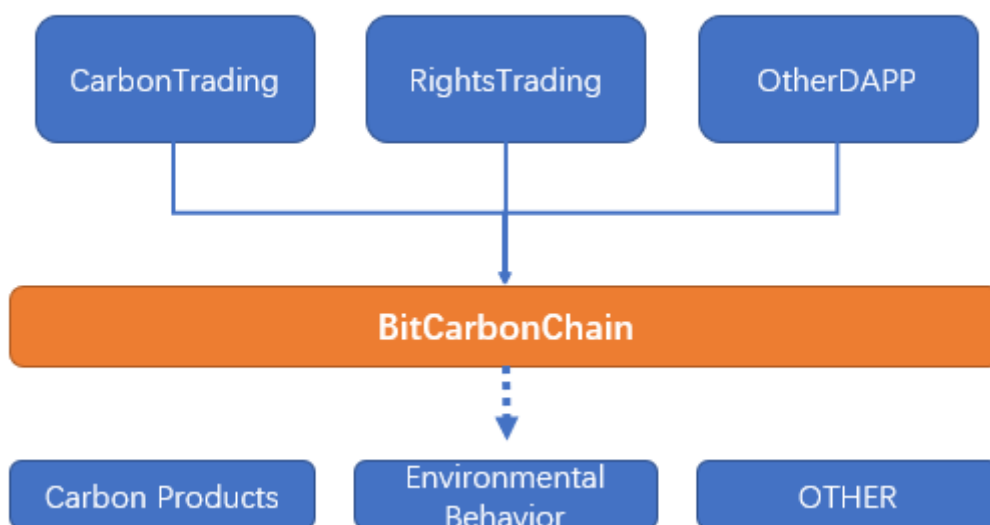 CarbonTrading
RightsTrading
OtherDAPP
BitCarbonChain
Carbon Products
Environmental
Behavior
OTHER